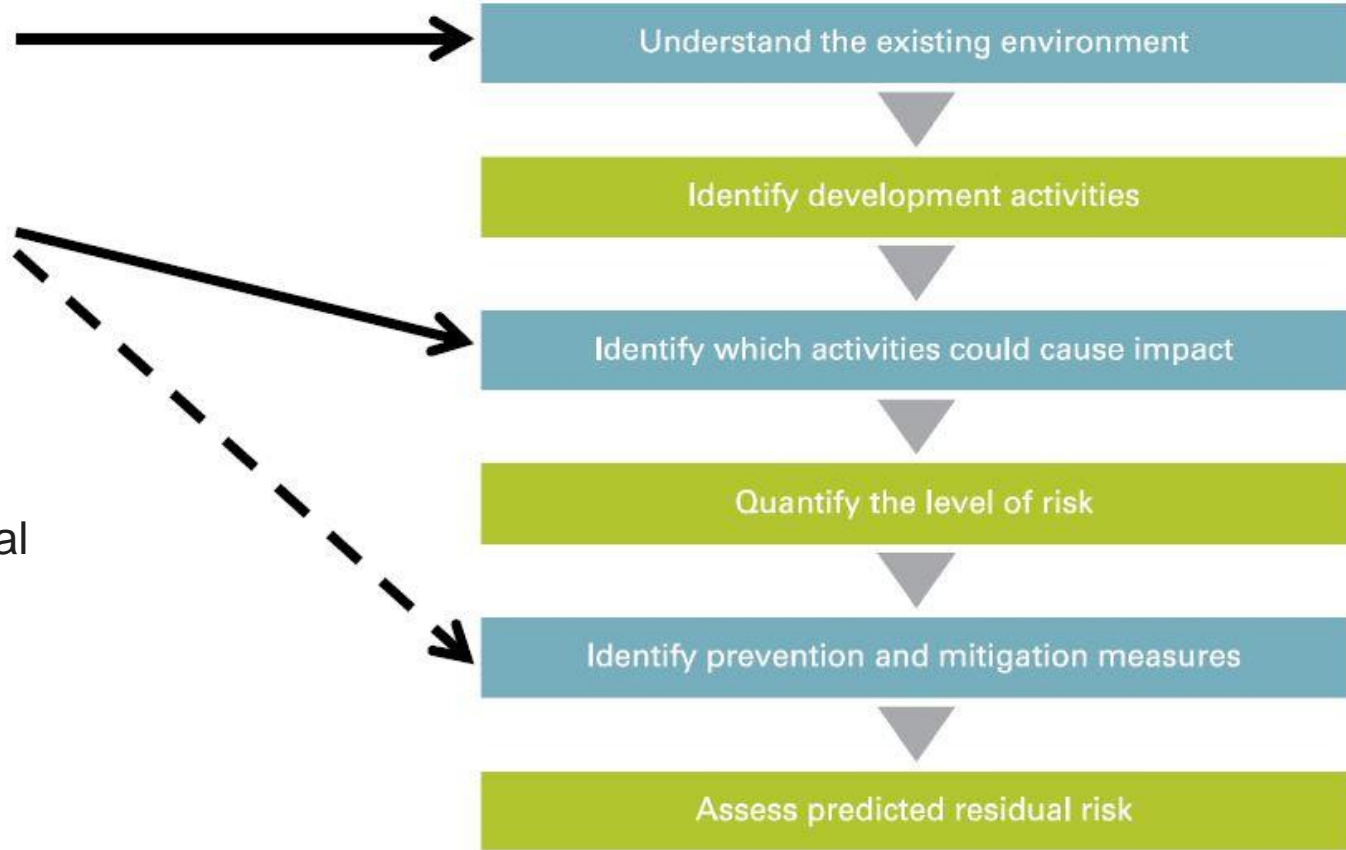 Understand the existing environment
Identify development activities
Identify which activities could cause impact
Quantify the level of risk
al
Identify prevention and mitigation measures
Assess predicted residual risk